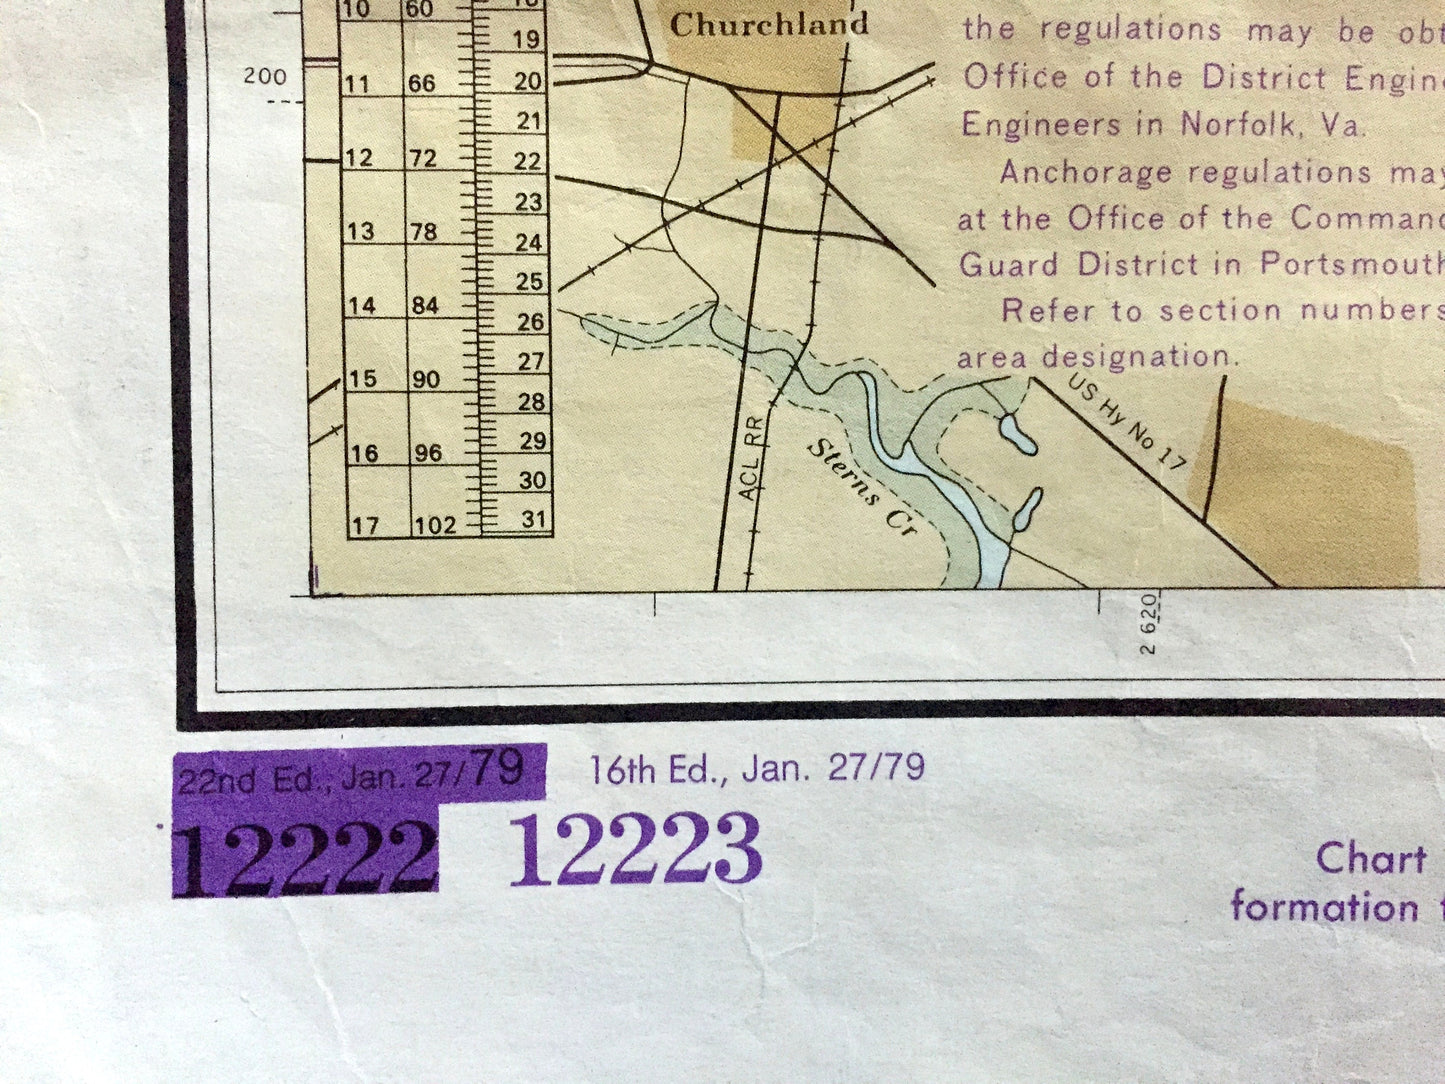 Churchland
10 60
19
200
11 66
20
21
12 72
22
23
13 78
24
25
14 84
26
27
15 90
28
29
16 96
30
17 102
31
the regulations may be obt
Office of the District Engin
Engineers in Norfolk, Va.
Anchorage regulations may
at the Office of the Command
Guard District in Portsmouth
Refer to section numbers
area designation.
US Hy No 17
ACL RR
Sterns Cr
2 620
22nd Ed., Jan. 27/79
16th Ed., Jan. 27/79
12222
12223
Chart
formation